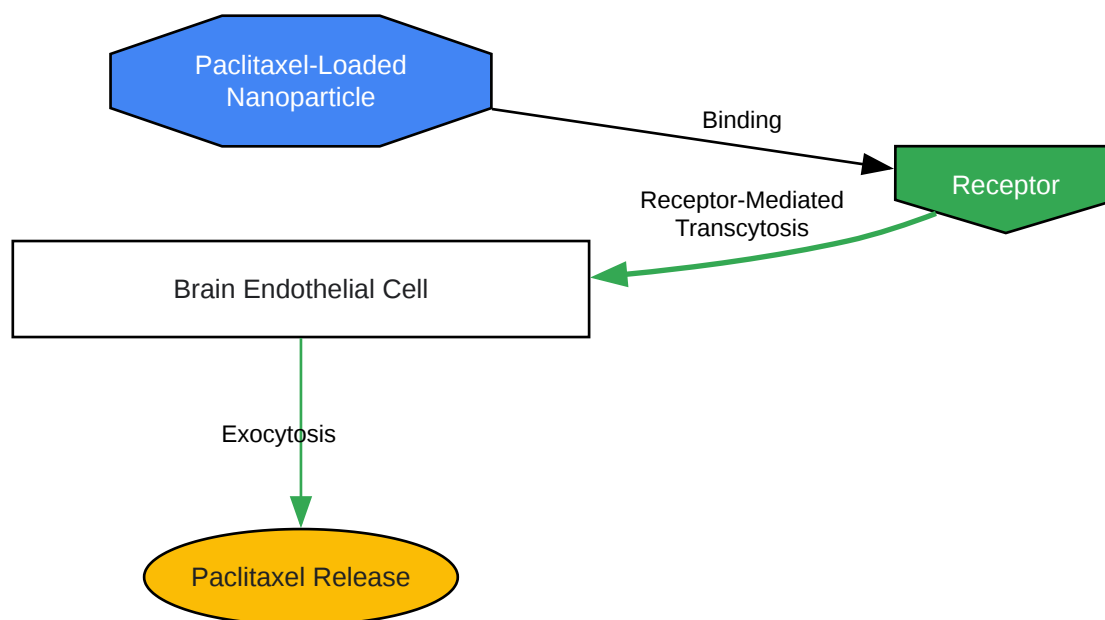 Paclitaxel-Loaded
Nanoparticle
Binding
Receptor
Receptor-Mediated
Transcytosis
Brain Endothelial Cell
Exocytosis
Paclitaxel Release